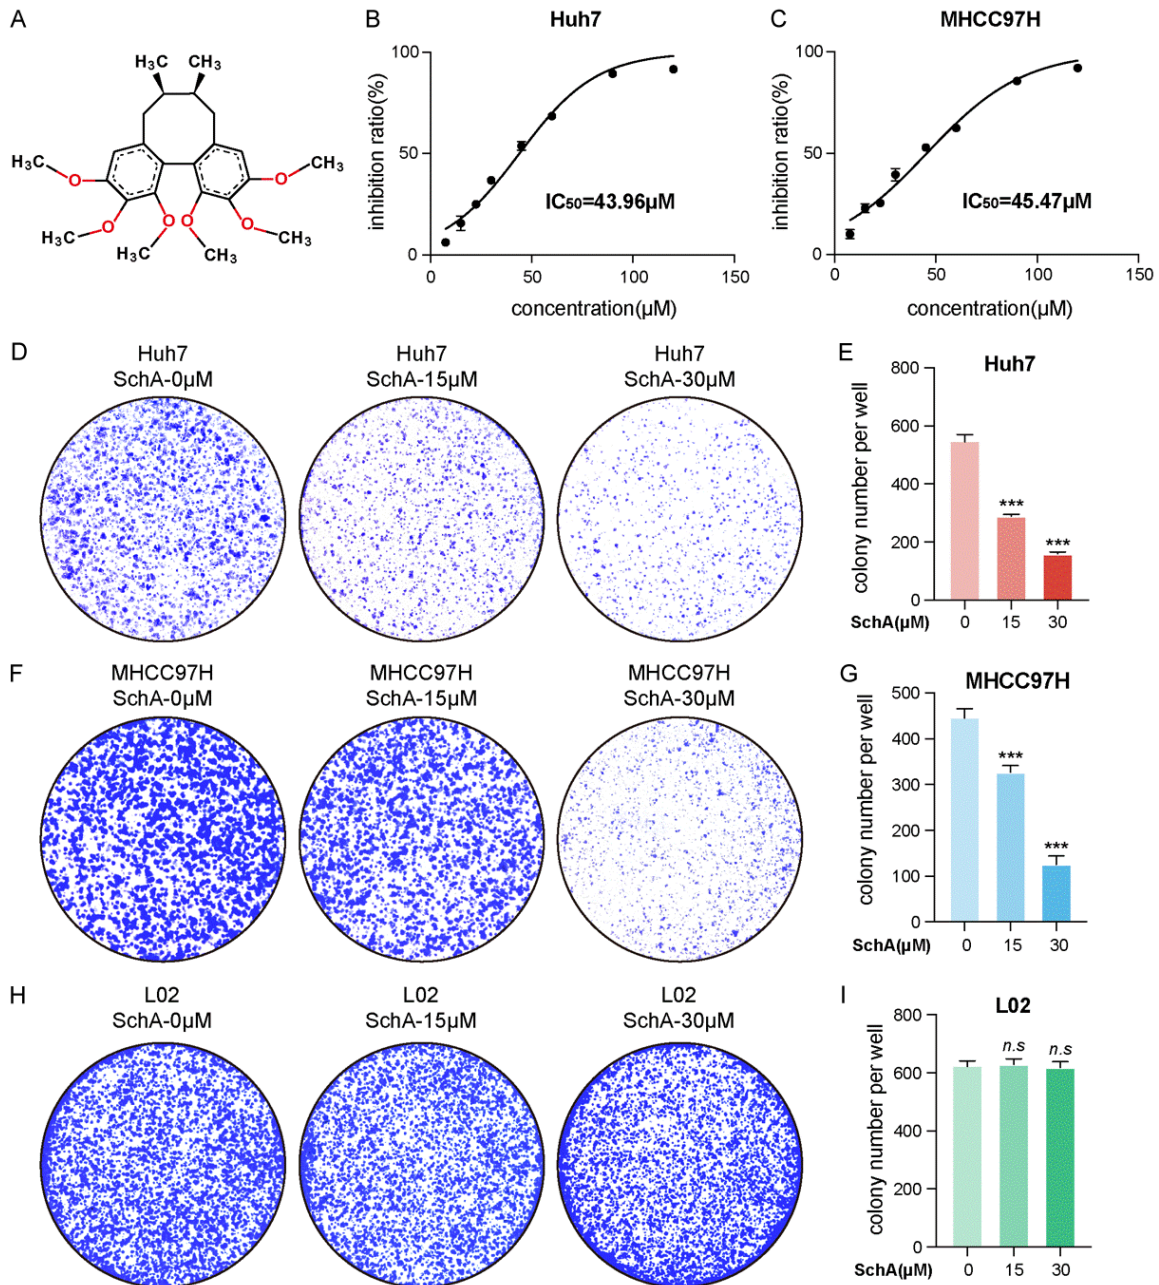 A
CH₃
H₃C
H₃C
O
O
H₃C
O
H₃C
O
CH₃
O
CH₃
O
CH₃
B
Huh7
inhibition ratio(%)
100
50
0
IC₅₀=43.96µM
0 50 100 150
concentration(µM)
C
MHCC97H
inhibition ratio(%)
100
50
0
IC₅₀=45.47µM
0 50 100 150
concentration(µM)
D
Huh7
SchA-0µM
Huh7
SchA-15µM
Huh7
SchA-30µM
E
Huh7
colony number per well
800
600
400
200
0
***
***
SchA(µM) 0 15 30
F
MHCC97H
SchA-0µM
MHCC97H
SchA-15µM
MHCC97H
SchA-30µM
G
MHCC97H
colony number per well
500
400
300
200
100
0
***
***
SchA(µM) 0 15 30
H
L02
SchA-0µM
L02
SchA-15µM
L02
SchA-30µM
I
L02
colony number per well
800
600
400
200
0
n.s
n.s
SchA(µM) 0 15 30